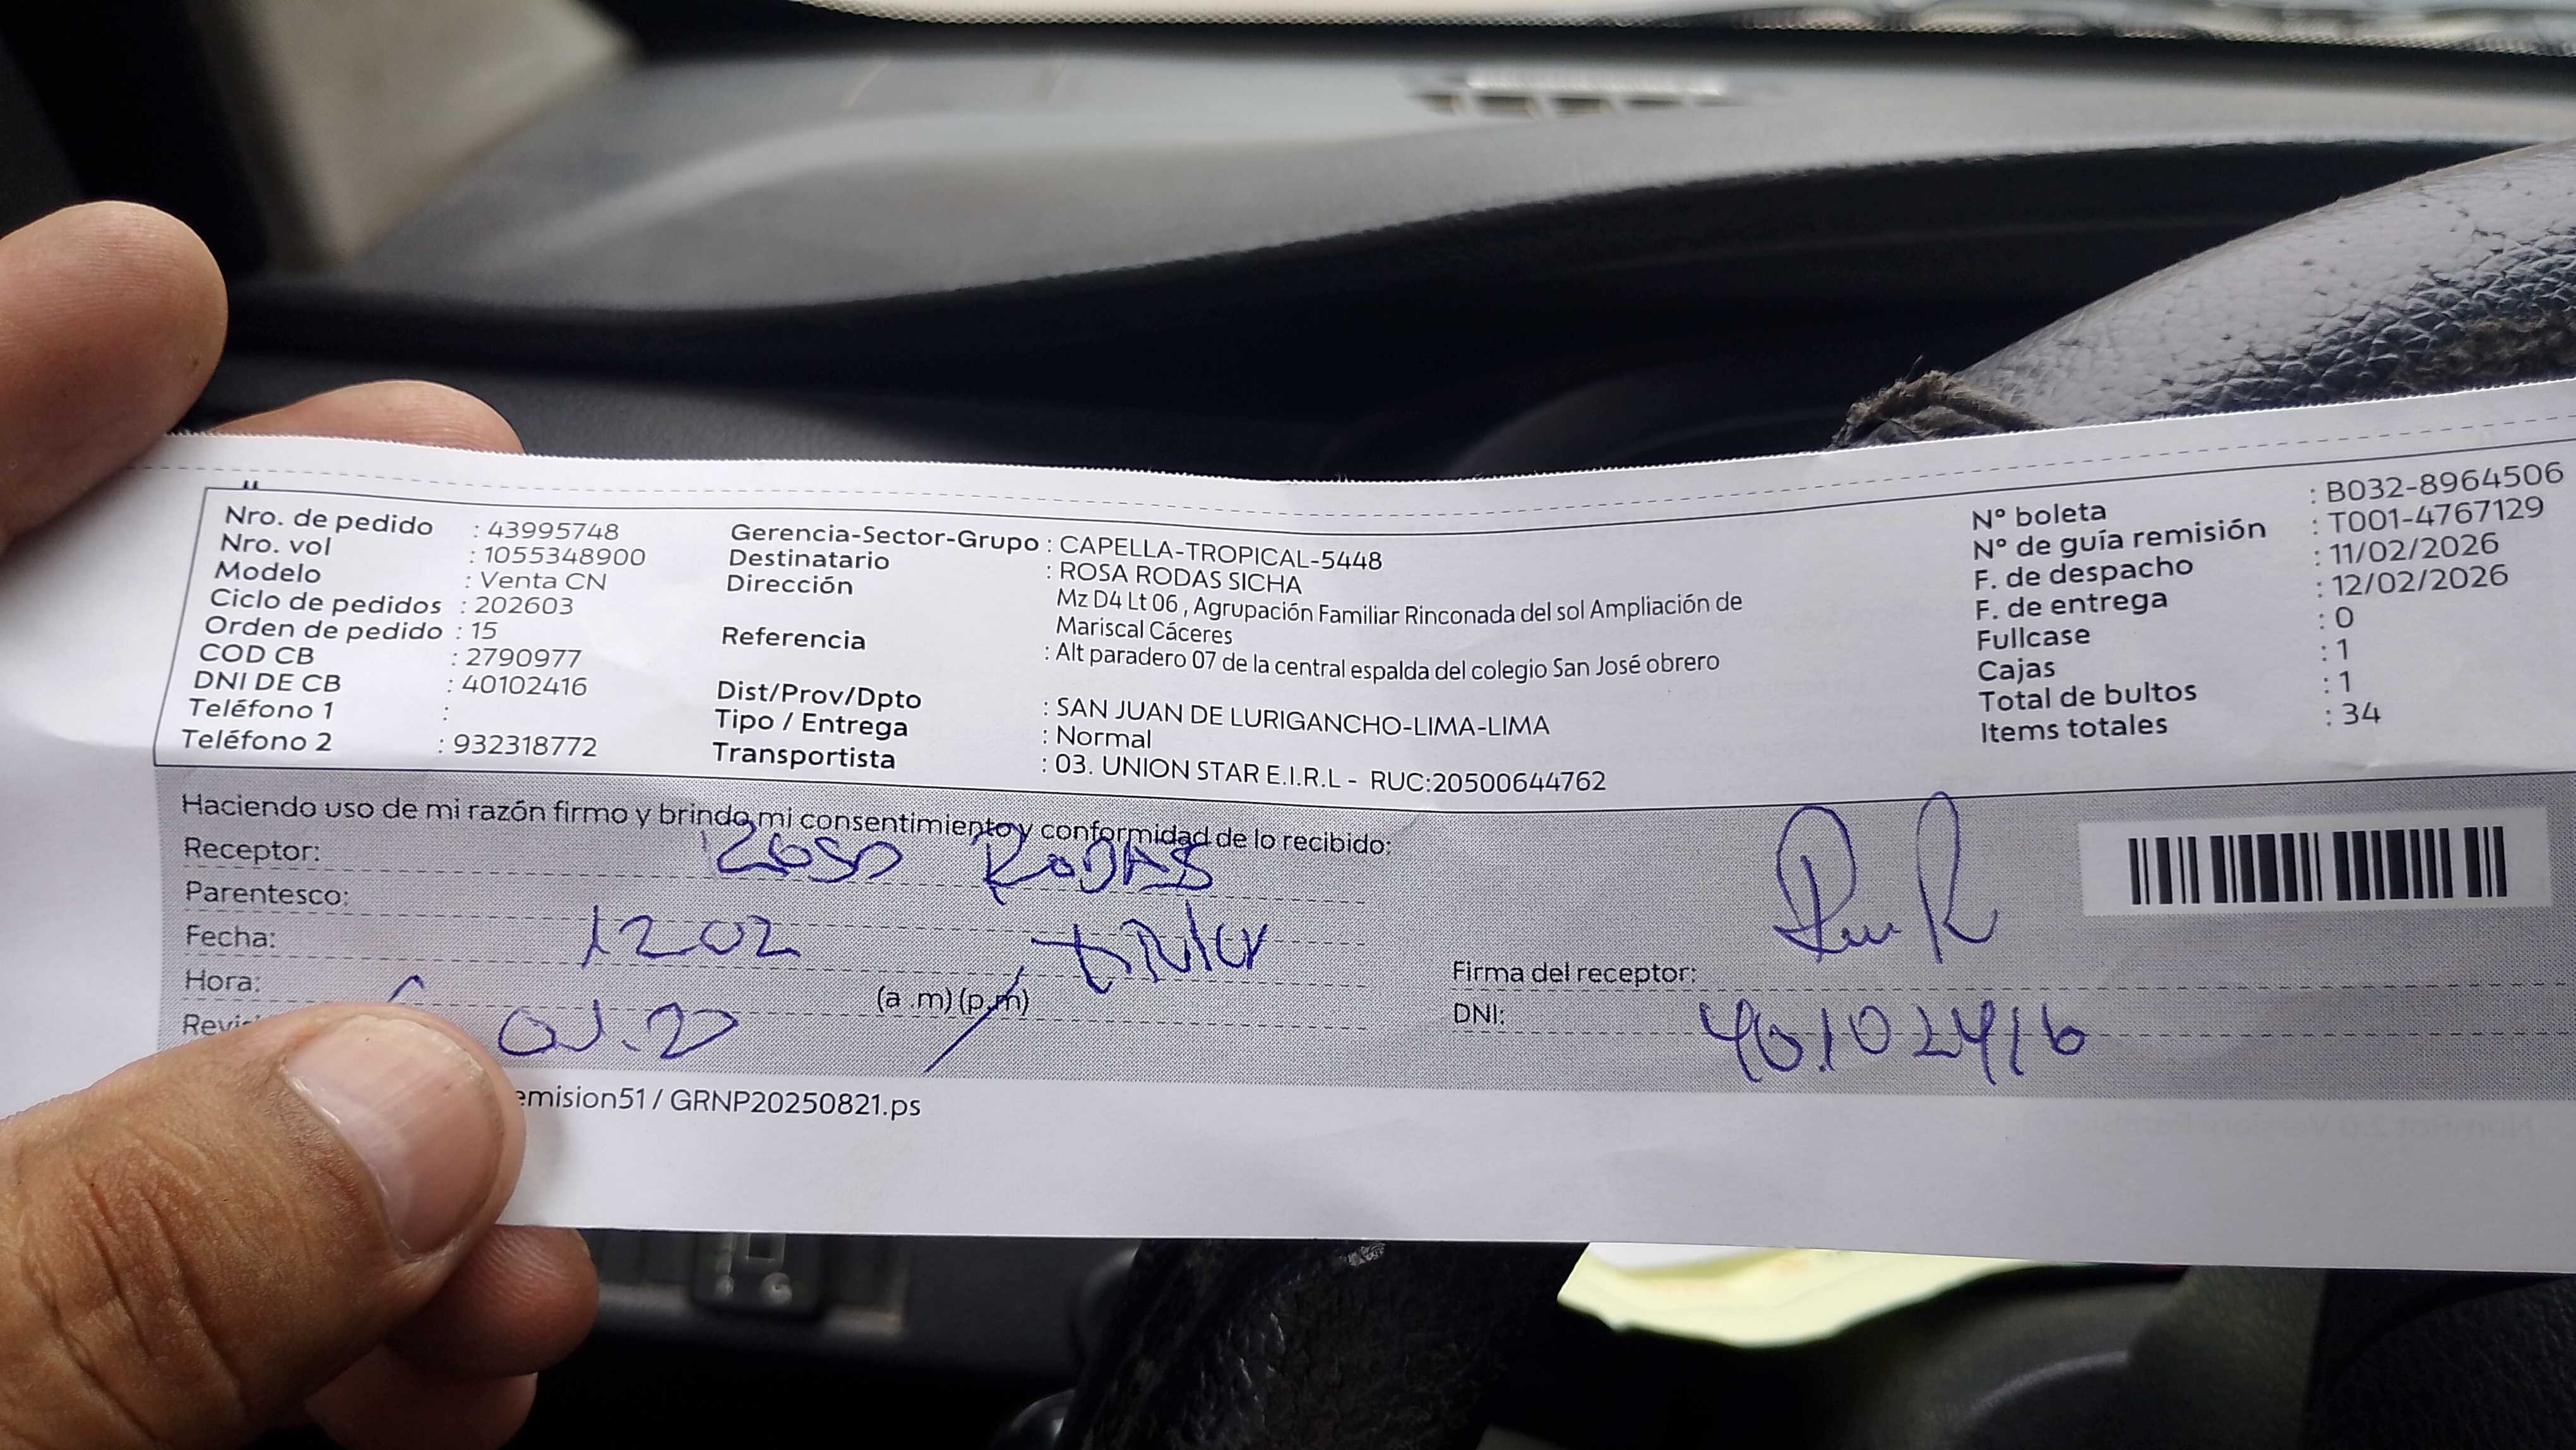 Nro. de pedido : 43995748
Nro. vol : 1055348900
Modelo : Venta CN
Ciclo de pedidos : 202603
Orden de pedido : 15
COD CB : 2790977
DNI DE CB : 40102416
Teléfono 1 :
Teléfono 2 : 932318772
Gerencia-Sector-Grupo : CAPELLA-TROPICAL-5448
Destinatario : ROSA RODAS SICHA
Dirección : Mz D4 Lt 06 , Agrupación Familiar Rinconada del sol Ampliación de
Mariscal Cáceres
Referencia : Alt paradero 07 de la central espalda del colegio San José obrero
Dist/Prov/Dpto : SAN JUAN DE LURIGANCHO-LIMA-LIMA
Tipo / Entrega : Normal
Transportista : 03. UNION STAR E.I.R.L - RUC:20500644762
N° boleta : B032-8964506
N° de guía remisión : T001-4767129
F. de despacho : 11/02/2026
F. de entrega : 12/02/2026
Fullcase : 0
Cajas : 1
Total de bultos : 1
Items totales : 34
Haciendo uso de mi razón firmo y brindo mi consentimiento y conformidad de lo recibido:
Receptor: RODAS
Parentesco:
Fecha: 12 02
Hora: (a .m) (p.m)
Firma del receptor:
DNI: 40102416
emision51 / GRNP20250821.ps